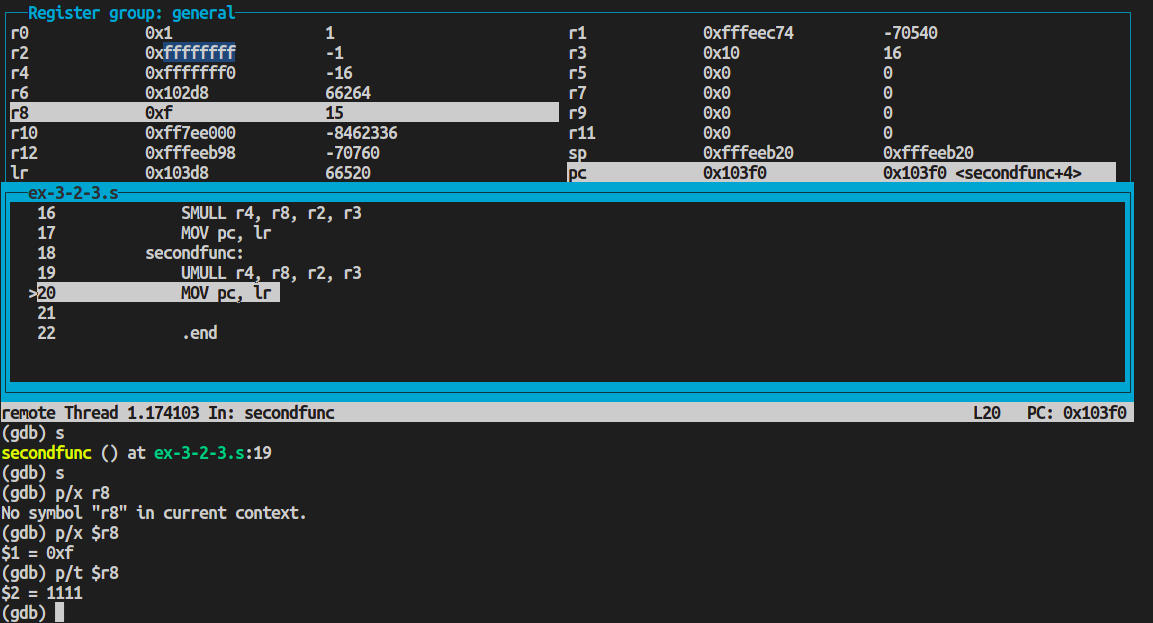 Register group: general
r0 0x1 1 r1 0xfffeec74 -70540
r2 0xffffffff -1 r3 0x10 16
r4 0xfffffff0 -16 r5 0x0 0
r6 0x102d8 66264 r7 0x0 0
r8 0xf 15 r9 0x0 0
r10 0xff7ee000 -8462336 r11 0x0 0
r12 0xfffeeb98 -70760 sp 0xfffeeb20 0xfffeeb20
lr 0x103d8 66520 pc 0x103f0 0x103f0 <secondfunc+4>
ex-3-2-3.s
16 SMULL r4, r8, r2, r3
17 MOV pc, lr
18 secondfunc:
19 UMULL r4, r8, r2, r3
>20 MOV pc, lr
21
22 .end
remote Thread 1.174103 In: secondfunc L20 PC: 0x103f0
(gdb) s
secondfunc () at ex-3-2-3.s:19
(gdb) s
(gdb) p/x r8
No symbol "r8" in current context.
(gdb) p/x $r8
$1 = 0xf
(gdb) p/t $r8
$2 = 1111
(gdb)